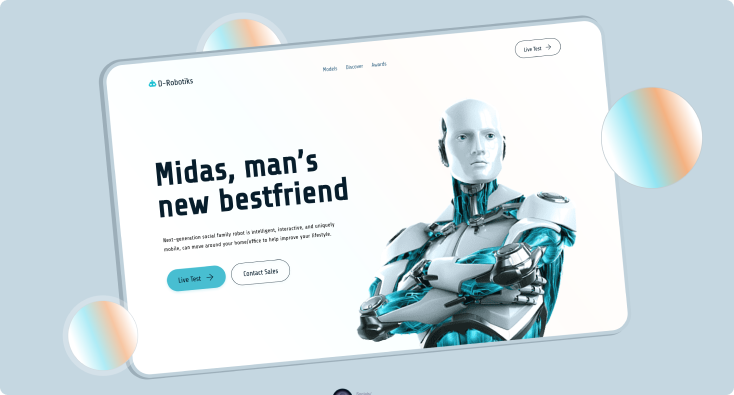 D-Robotiks
Models Discover Awards
Live Test
Midas, man's
new bestfriend
Next-generation social family robot is intelligent, interactive, and uniquely
mobile, can move around your home/office to help improve your lifestyle.
Live Test
Contact Sales